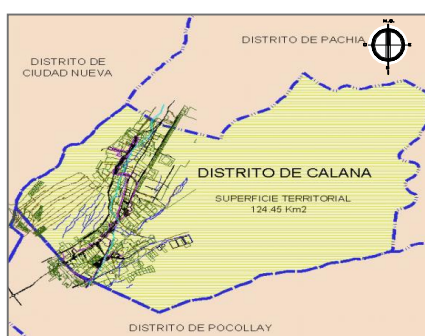 DISTRITO DE PACHIA
DISTRITO DE
CIUDAD NUEVA
DISTRITO DE CALANA
SUPERFICIE TERRITORIAL
124.45 Km2
DISTRITO DE POCOLLAY